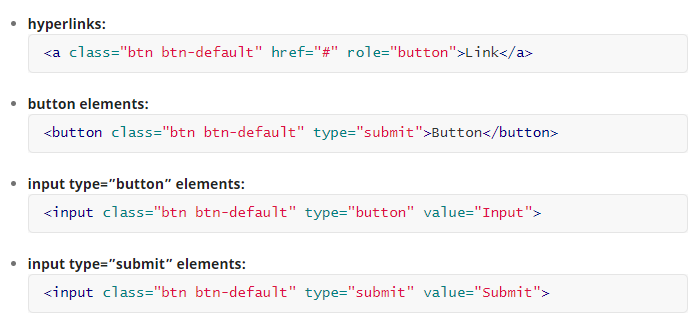 hyperlinks:
<a class="btn btn-default" href="#" role="button">Link</a>
button elements:
<button class="btn btn-default" type="submit">Button</button>
input type=”button” elements:
<input class="btn btn-default" type="button" value="Input">
input type=”submit” elements:
<input class="btn btn-default" type="submit" value="Submit">